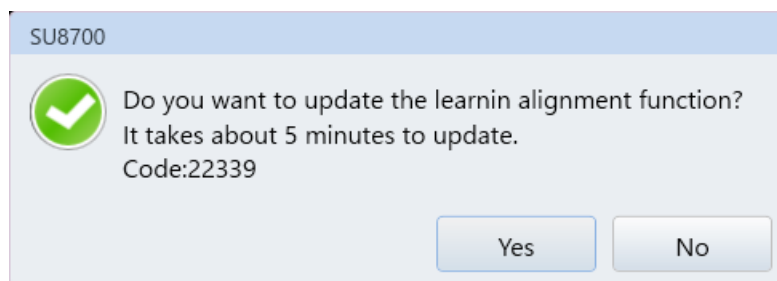 SU8700
Do you want to update the learnin alignment function?
It takes about 5 minutes to update.
Code:22339
Yes
No